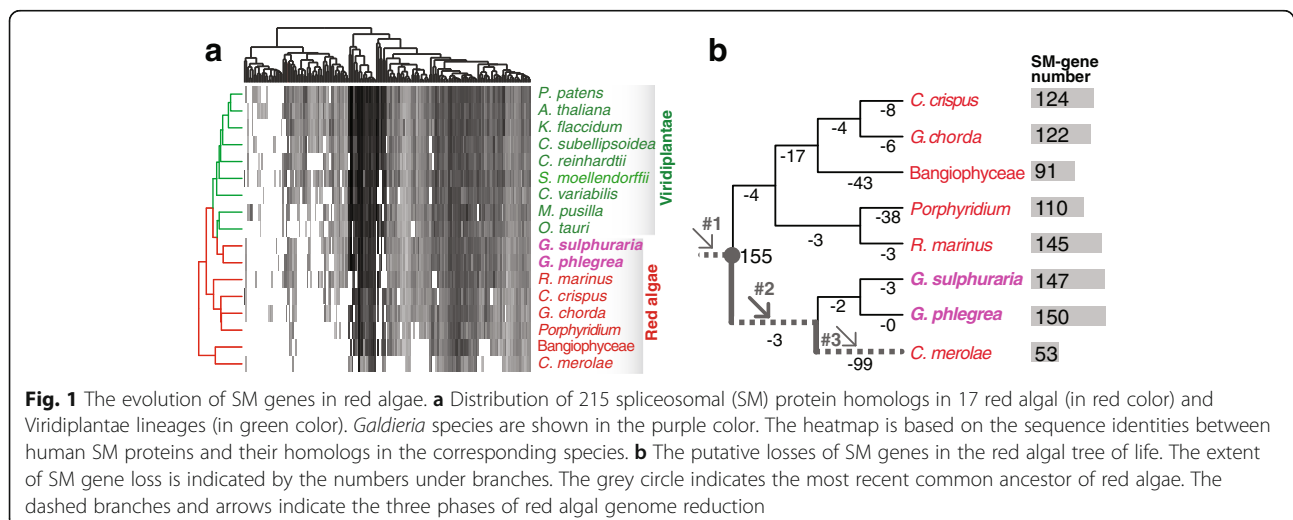 a
P. patens
A. thaliana
K. flaccidum
C. subellipsoidea
C. reinhardtii
S. moellendorffii
C. variabilis
M. pusilla
O. tauri
G. sulphuraria
G. phlegrea
R. marinus
C. crispus
G. chorda
Porphyridium
Bangiophyceae
C. merolae
Viridiplantae
Red algae
b
SM-gene
number
C. crispus
124
G. chorda
122
Bangiophyceae
91
Porphyridium
110
R. marinus
145
G. sulphuraria
147
G. phlegrea
150
C. merolae
53
-8
-4
-6
-17
-43
-4
-38
-3
-3
#1
155
#2
-3
-3
-2
-0
#3
-99
Fig. 1 The evolution of SM genes in red algae. a Distribution of 215 spliceosomal (SM) protein homologs in 17 red algal (in red color) and
Viridiplantae lineages (in green color). Galdieria species are shown in the purple color. The heatmap is based on the sequence identities between
human SM proteins and their homologs in the corresponding species. b The putative losses of SM genes in the red algal tree of life. The extent
of SM gene loss is indicated by the numbers under branches. The grey circle indicates the most recent common ancestor of red algae. The
dashed branches and arrows indicate the three phases of red algal genome reduction